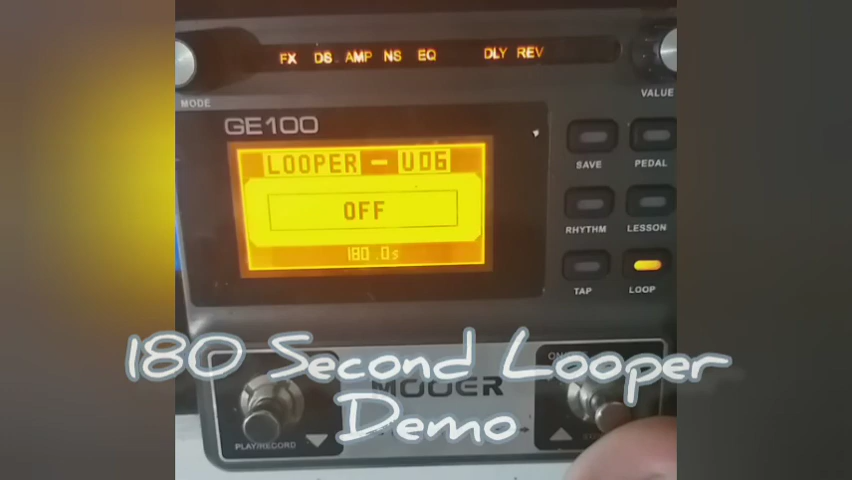 FX DS AMP NS EQ DLY REV
MODE
VALUE
GE100
LOOPER - U06
OFF
180.0s
SAVE
PEDAL
RHYTHM
LESSON
TAP
LOOP
180 Second Looper
MOOER
Demo
PLAY/RECORD